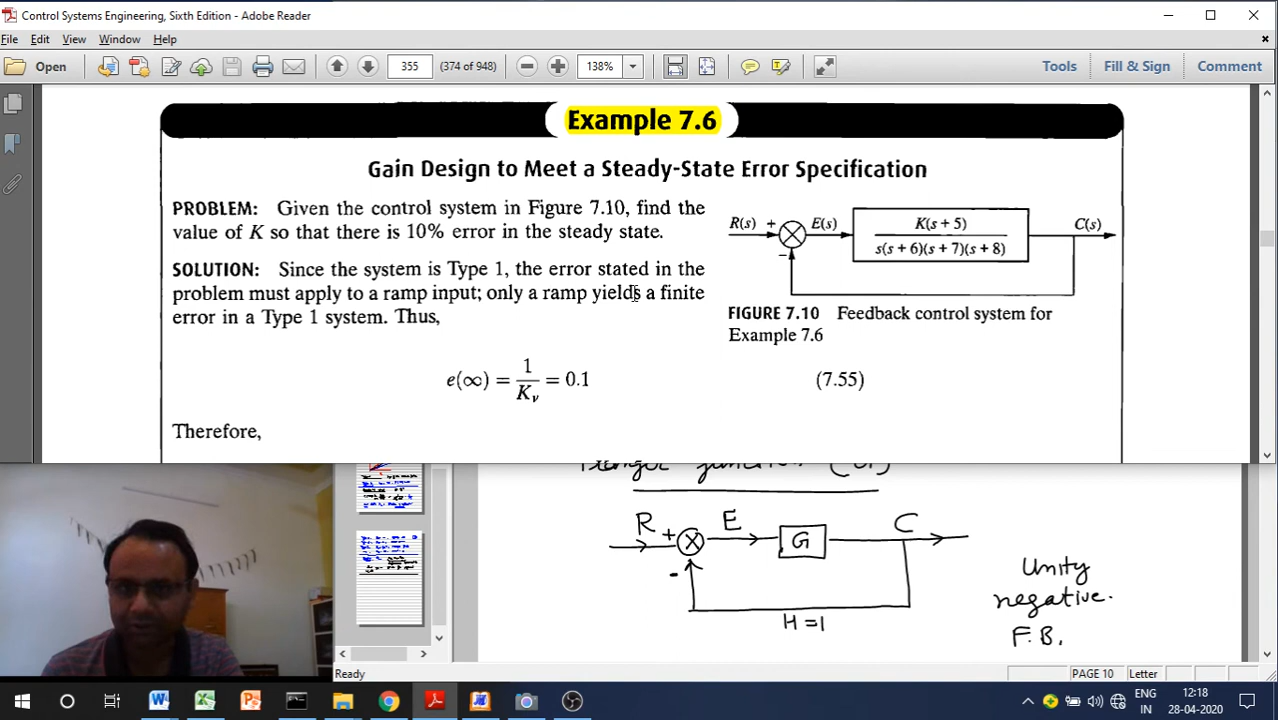 Control Systems Engineering, Sixth Edition - Adobe Reader
File Edit View Window Help
Open 355 (374 of 948) 138% Tools Fill & Sign Comment
Example 7.6
Gain Design to Meet a Steady-State Error Specification
PROBLEM: Given the control system in Figure 7.10, find the
value of K so that there is 10% error in the steady state.
SOLUTION: Since the system is Type 1, the error stated in the
problem must apply to a ramp input; only a ramp yields a finite
error in a Type 1 system. Thus,
R(s) + E(s) K(s + 5) C(s)
s(s + 6)(s + 7)(s + 8)
−
FIGURE 7.10 Feedback control system for
Example 7.6
e(∞) = 1/Kv = 0.1 (7.55)
Therefore,
R + E G C
-
H = 1
Unity
negative.
F.B.
Ready PAGE 10 Letter
ENG 12:18
IN 28-04-2020